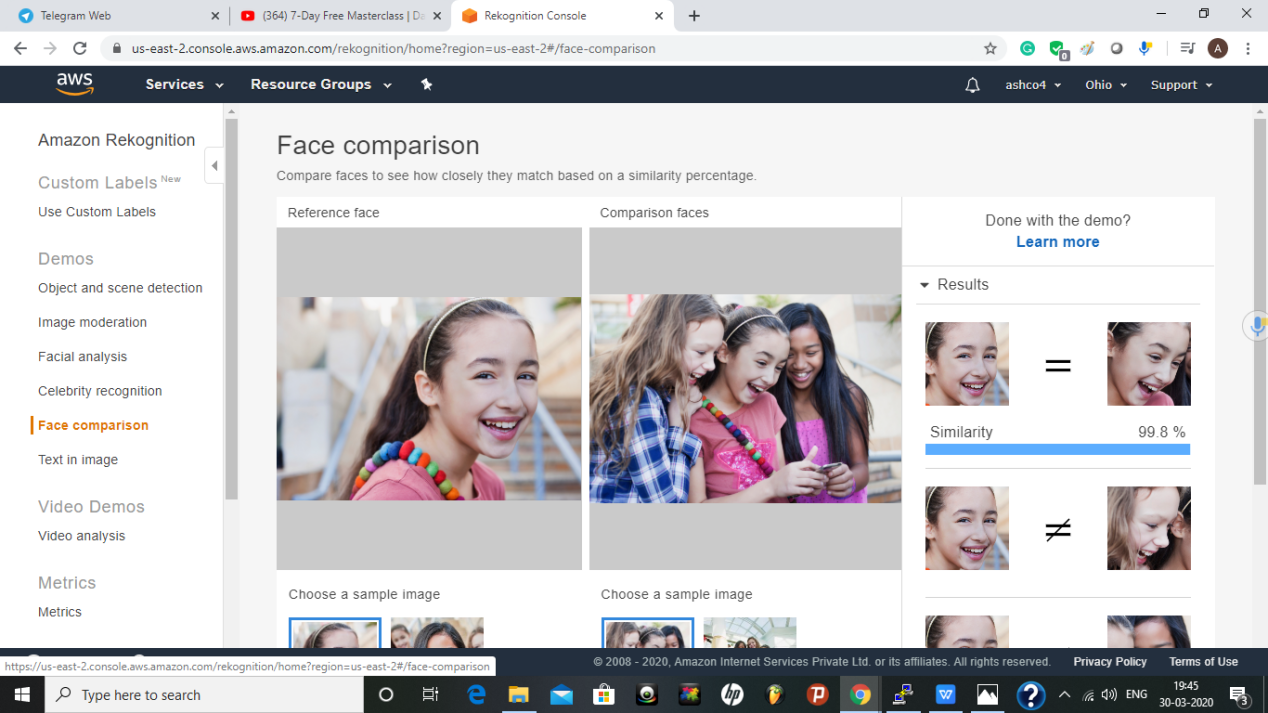 Telegram Web
(364) 7-Day Free Masterclass | Da
Rekognition Console
us-east-2.console.aws.amazon.com/rekognition/home?region=us-east-2#/face-comparison
0
A
aws
Services
Resource Groups
ashco4
Ohio
Support
Amazon Rekognition
Custom Labels New
Use Custom Labels
Demos
Object and scene detection
Image moderation
Facial analysis
Celebrity recognition
Face comparison
Text in image
Video Demos
Video analysis
Metrics
Metrics
Face comparison
Compare faces to see how closely they match based on a similarity percentage.
Reference face
Comparison faces
Choose a sample image
Choose a sample image
Done with the demo?
Learn more
Results
=
Similarity 99.8 %
≠
https://us-east-2.console.aws.amazon.com/rekognition/home?region=us-east-2#/face-comparison
© 2008 - 2020, Amazon Internet Services Private Ltd. or its affiliates. All rights reserved.
Privacy Policy
Terms of Use
Type here to search
hp
W
?
ENG
19:45
30-03-2020
3